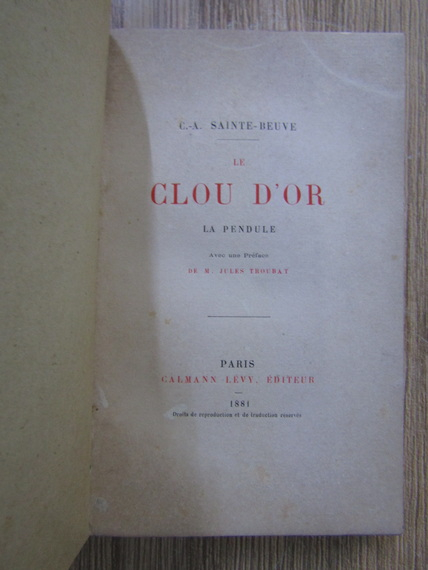 C.-A. SAINTE-BEUVE
LE
CLOU D'OR
LA PENDULE
Avec une Préface
DE M. JULES TROUBAT
PARIS
CALMANN LÉVY, ÉDITEUR
1881
Droits de reproduction et de traduction réservés